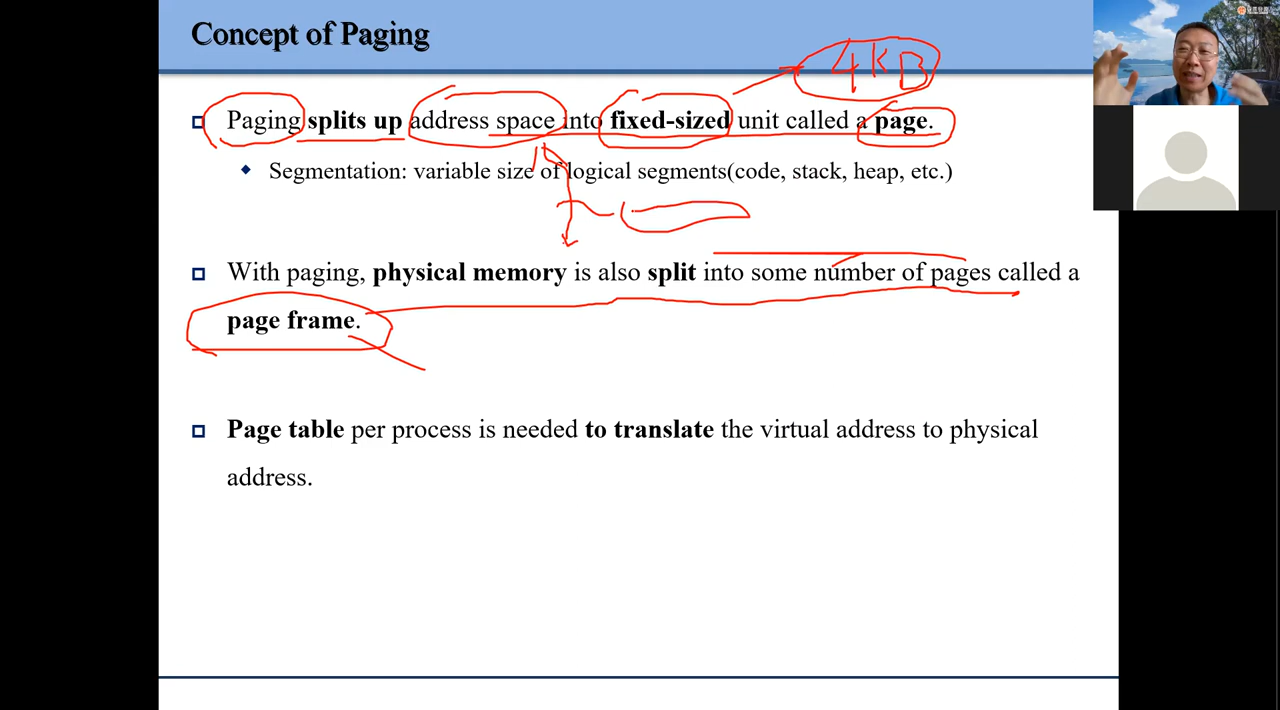 Concept of Paging
4KB
Paging splits up address space into fixed-sized unit called a page.
Segmentation: variable size of logical segments(code, stack, heap, etc.)
With paging, physical memory is also split into some number of pages called a
page frame.
Page table per process is needed to translate the virtual address to physical
address.